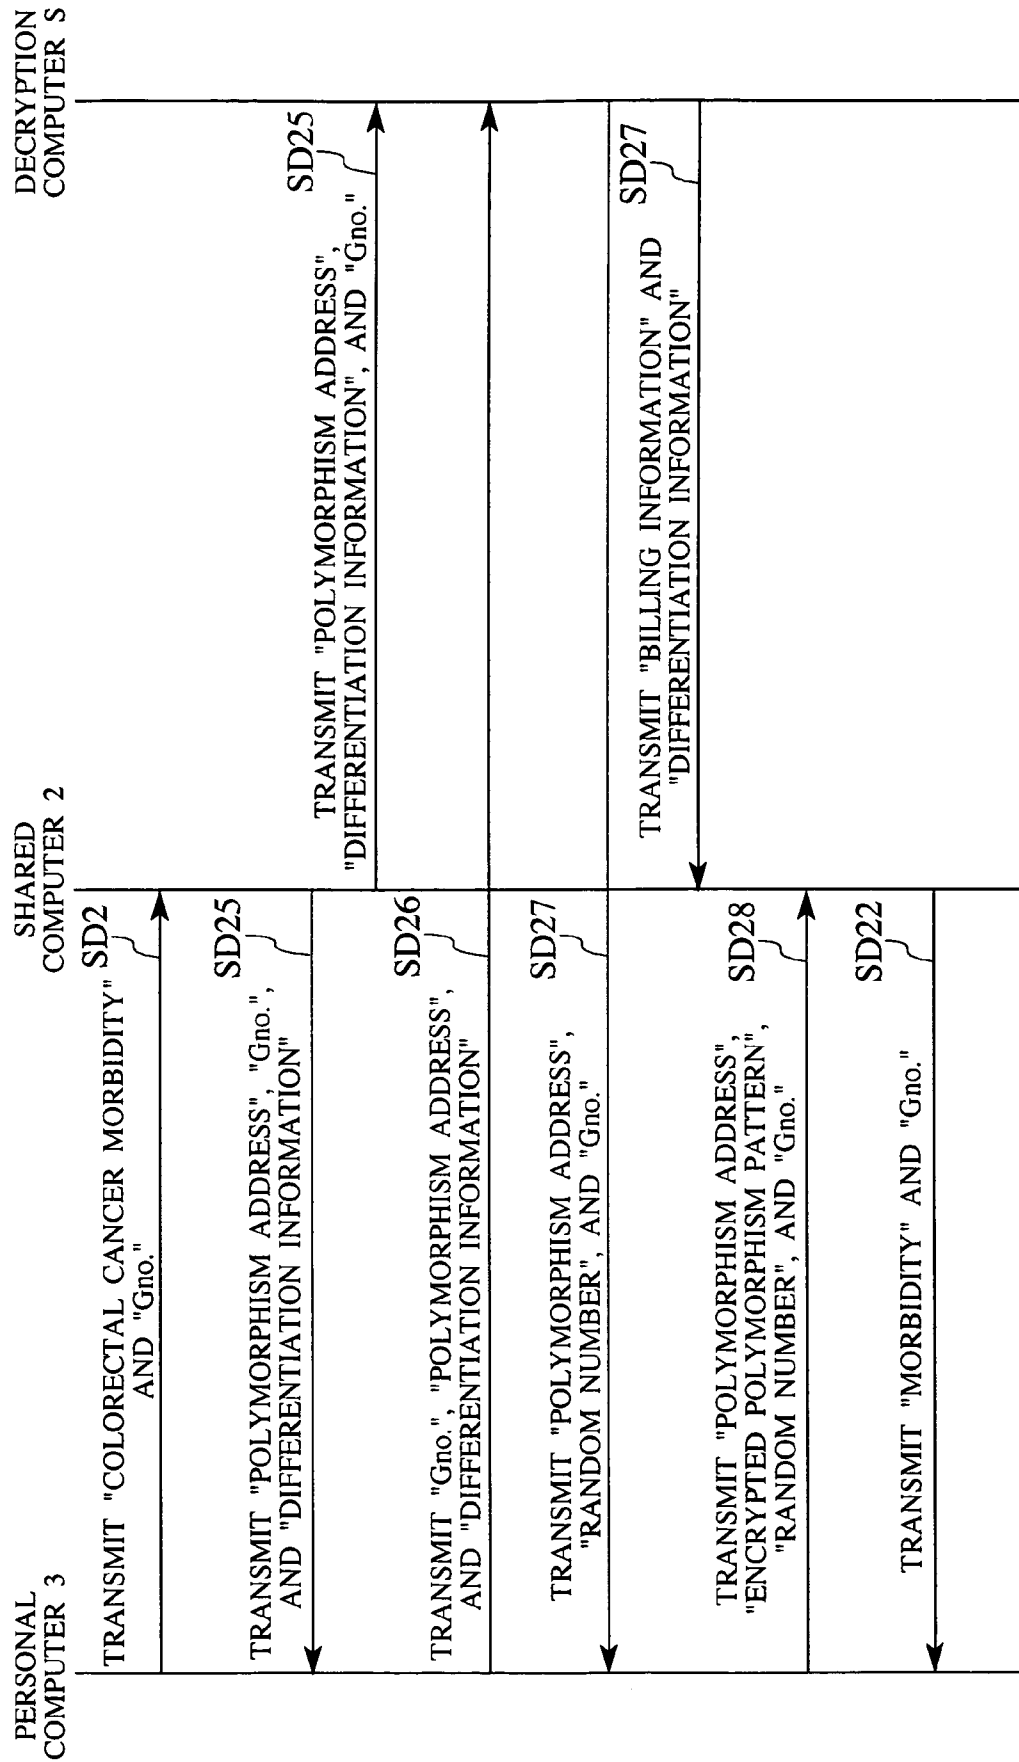 PERSONAL
COMPUTER 3
SHARED
COMPUTER 2
DECRYPTION
COMPUTER S
TRANSMIT "COLORECTAL CANCER MORBIDITY"
AND "Gno."
SD2
TRANSMIT "POLYMORPHISM ADDRESS", "Gno.",
AND "DIFFERENTIATION INFORMATION"
SD25
TRANSMIT "POLYMORPHISM ADDRESS",
"DIFFERENTIATION INFORMATION", AND "Gno."
SD25
TRANSMIT "Gno.", "POLYMORPHISM ADDRESS",
AND "DIFFERENTIATION INFORMATION"
SD26
TRANSMIT "POLYMORPHISM ADDRESS",
"RANDOM NUMBER", AND "Gno."
SD27
TRANSMIT "BILLING INFORMATION" AND
"DIFFERENTIATION INFORMATION"
SD27
TRANSMIT "POLYMORPHISM ADDRESS",
"ENCRYPTED POLYMORPHISM PATTERN",
"RANDOM NUMBER", AND "Gno."
SD28
TRANSMIT "MORBIDITY" AND "Gno."
SD22